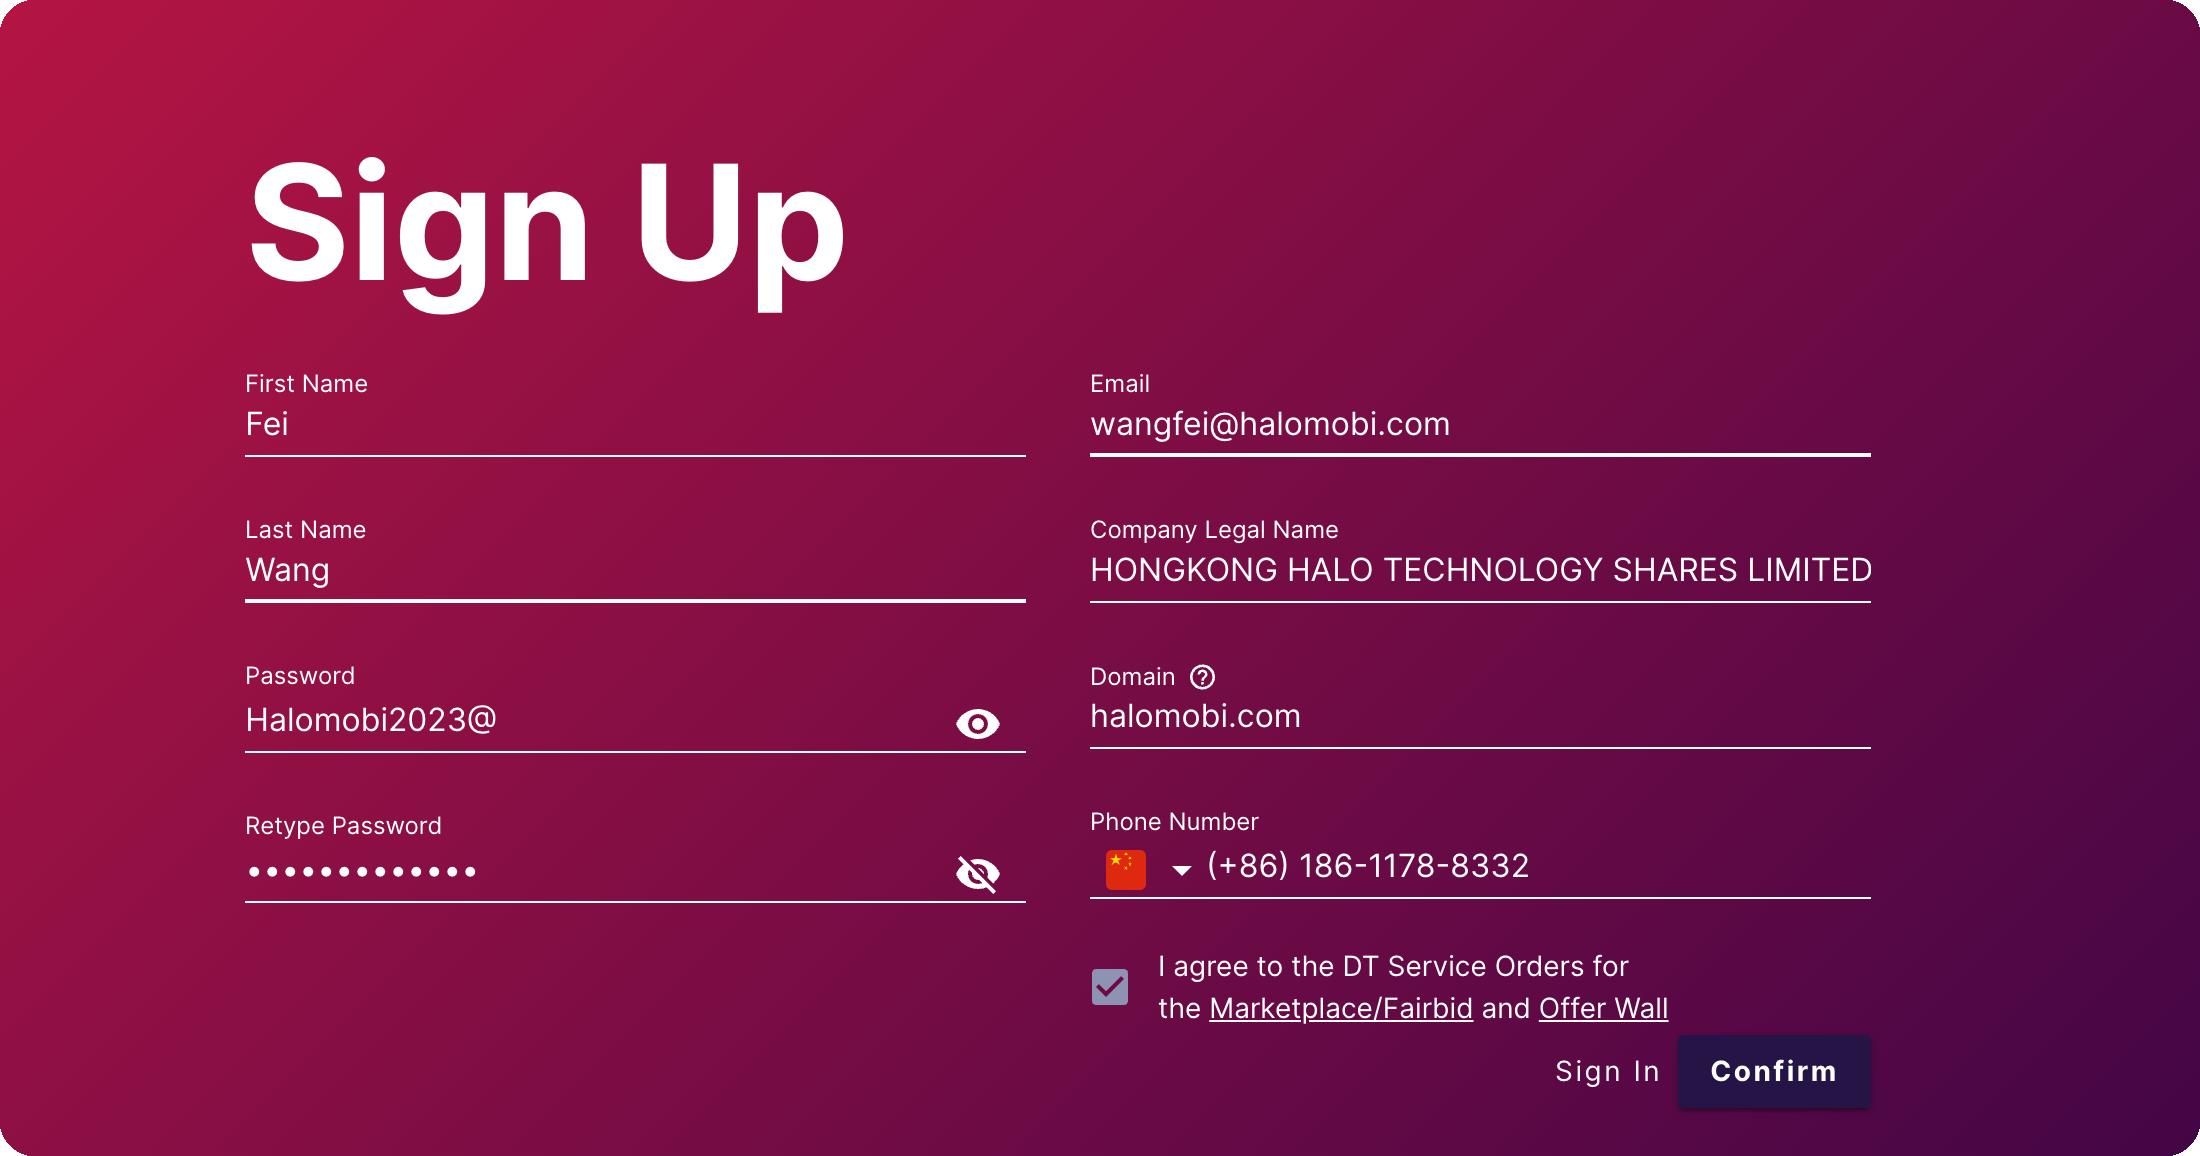 Sign Up
First Name
Fei
Email
wangfei@halomobi.com
Last Name
Wang
Company Legal Name
HONGKONG HALO TECHNOLOGY SHARES LIMITED
Password
Halomobi2023@
Domain ?
halomobi.com
Retype Password
•••••••••••••
Phone Number
(+86) 186-1178-8332
I agree to the DT Service Orders for
the Marketplace/Fairbid and Offer Wall
Sign In
Confirm